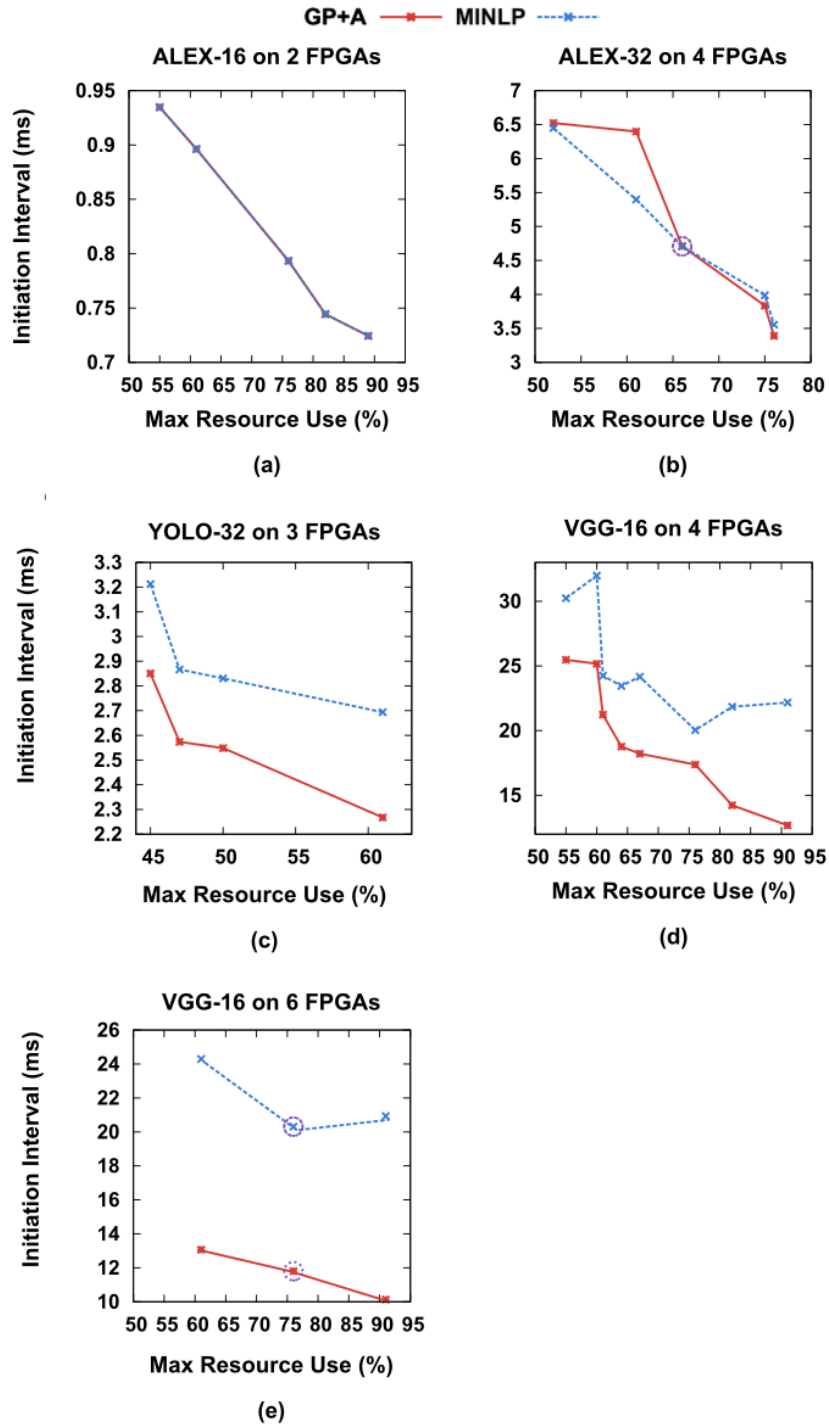 GP+A MINLP
ALEX-16 on 2 FPGAs
0.95
0.9
0.85
0.8
0.75
0.7
Initiation Interval (ms)
50 55 60 65 70 75 80 85 90 95
Max Resource Use (%)
(a)
ALEX-32 on 4 FPGAs
7
6.5
6
5.5
5
4.5
4
3.5
3
50 55 60 65 70 75 80
Max Resource Use (%)
(b)
YOLO-32 on 3 FPGAs
3.3
3.2
3.1
3
2.9
2.8
2.7
2.6
2.5
2.4
2.3
2.2
Initiation Interval (ms)
45 50 55 60
Max Resource Use (%)
(c)
VGG-16 on 4 FPGAs
30
25
20
15
50 55 60 65 70 75 80 85 90 95
Max Resource Use (%)
(d)
VGG-16 on 6 FPGAs
26
24
22
20
18
16
14
12
10
Initiation Interval (ms)
50 55 60 65 70 75 80 85 90 95
Max Resource Use (%)
(e)